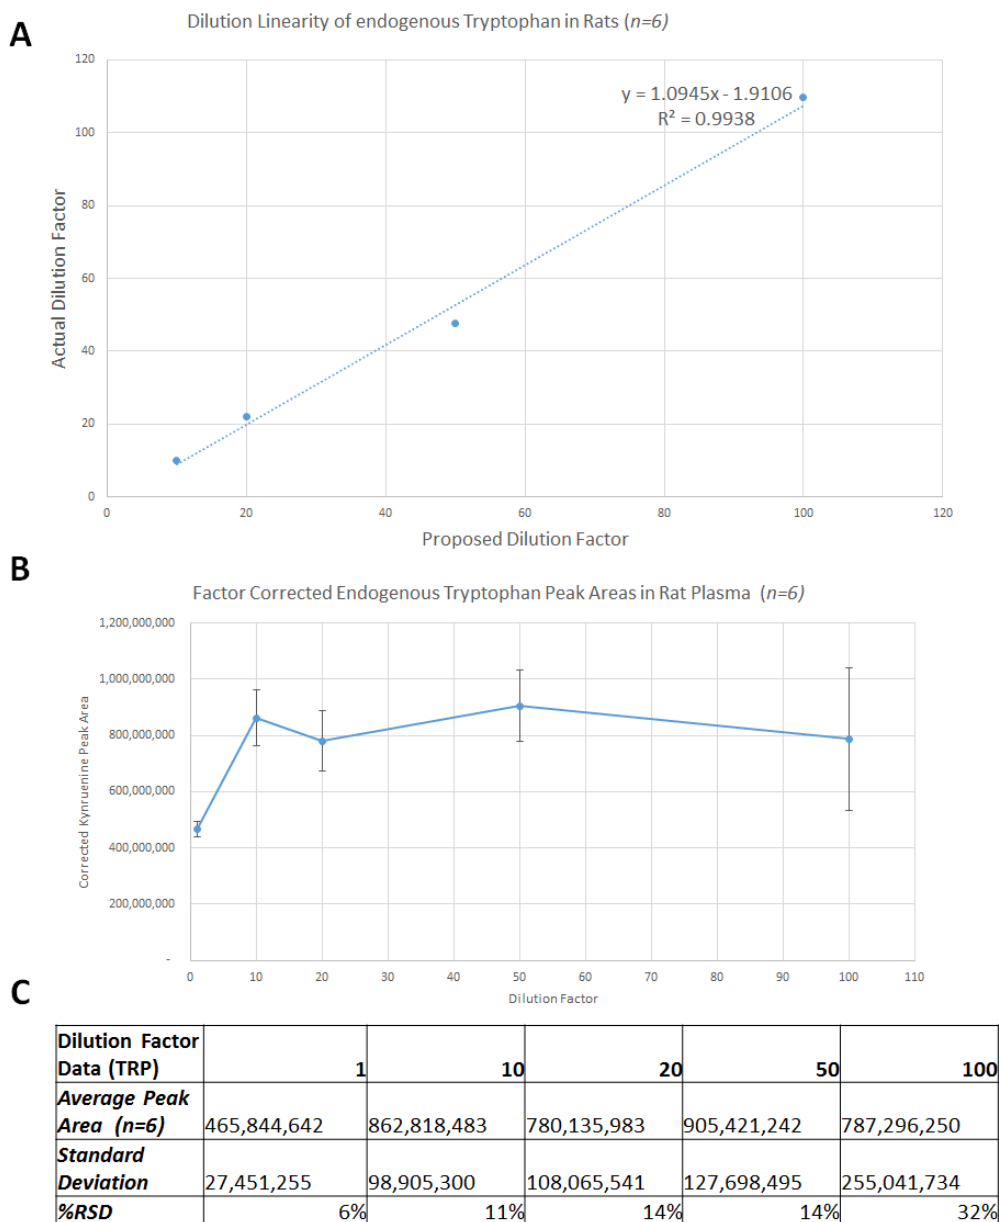 A
Dilution Linearity of endogenous Tryptophan in Rats (n=6)
120
100
80
60
40
20
0
Actual Dilution Factor
y = 1.0945x - 1.9106
R² = 0.9938
0 20 40 60 80 100 120
Proposed Dilution Factor
B
Factor Corrected Endogenous Tryptophan Peak Areas in Rat Plasma (n=6)
1,200,000,000
1,000,000,000
800,000,000
600,000,000
400,000,000
200,000,000
-
Corrected Kynruenine Peak Area
0 10 20 30 40 50 60 70 80 90 100 110
Dilution Factor
C
Dilution Factor
Data (TRP) 1 10 20 50 100
Average Peak
Area (n=6) 465,844,642 862,818,483 780,135,983 905,421,242 787,296,250
Standard
Deviation 27,451,255 98,905,300 108,065,541 127,698,495 255,041,734
%RSD 6% 11% 14% 14% 32%